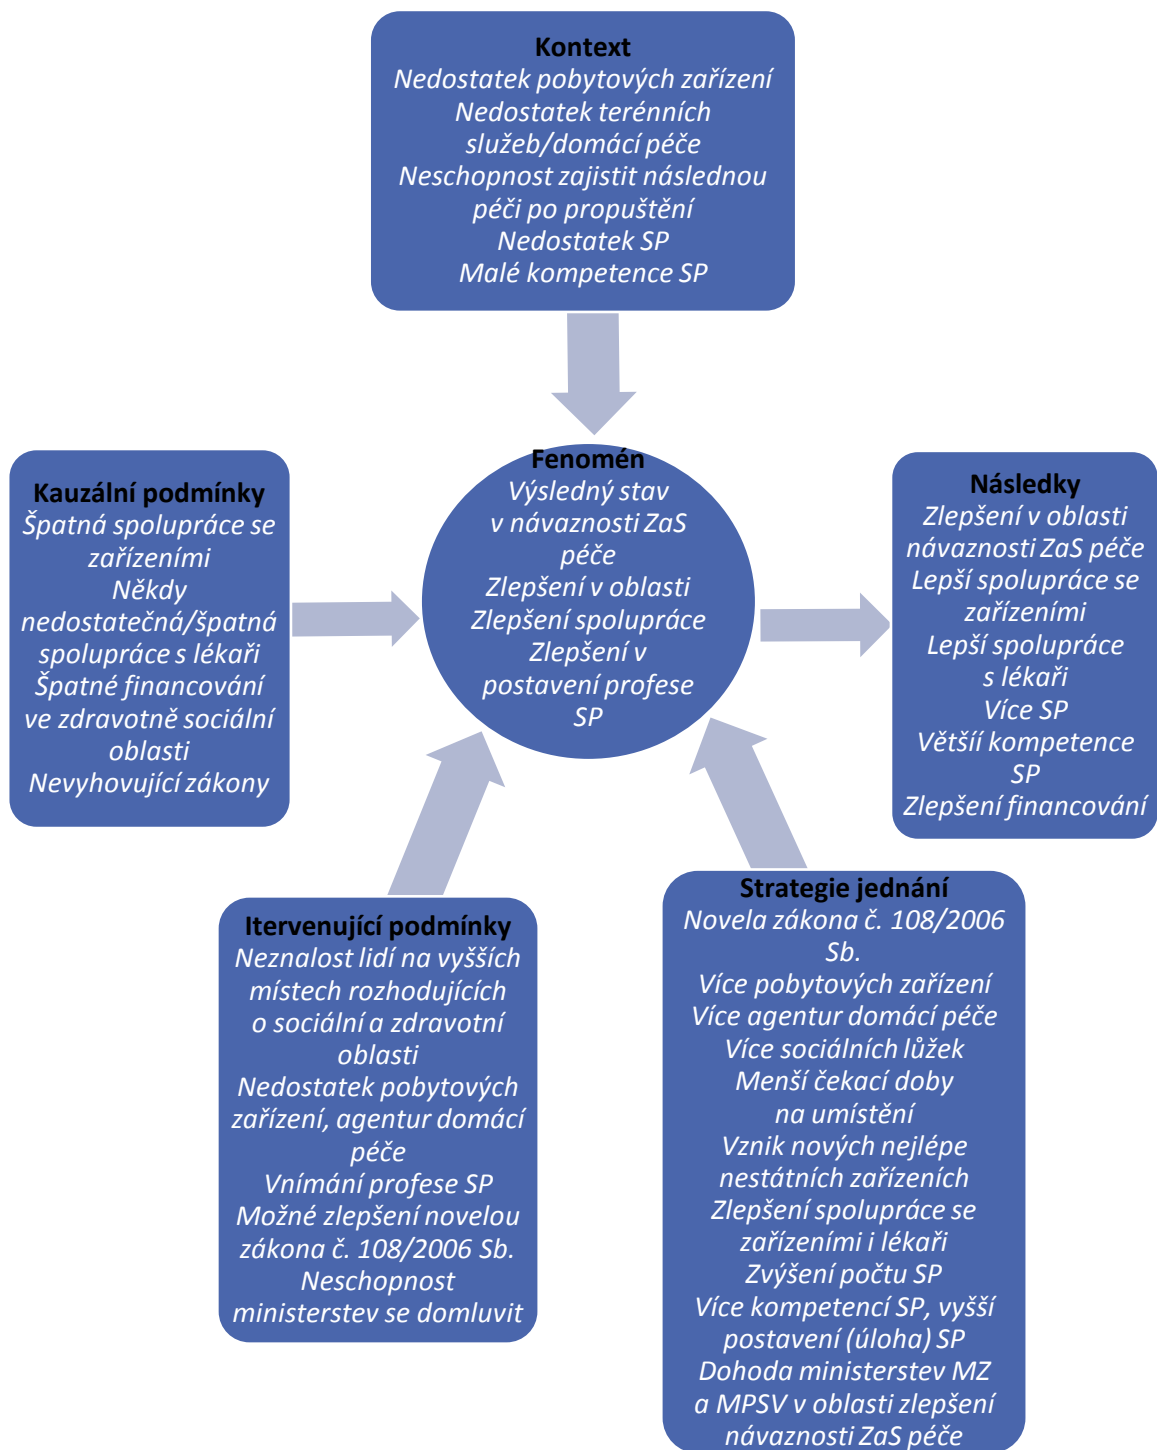 Kontext
Nedostatek pobytových zařízení
Nedostatek terénních
služeb/domácí péče
Neschopnost zajistit následnou
péči po propuštění
Nedostatek SP
Malé kompetence SP
Kauzální podmínky
Špatná spolupráce se
zařízeními
Někdy
nedostatečná/špatná
spolupráce s lékaři
Špatné financování
ve zdravotně sociální
oblasti
Nevyhovující zákony
Fenomén
Výsledný stav
v návaznosti ZaS
péče
Zlepšení v oblasti
Zlepšení spolupráce
Zlepšení v
postavení profese
SP
Následky
Zlepšení v oblasti
návaznosti ZaS péče
Lepší spolupráce se
zařízeními
Lepší spolupráce
s lékaři
Více SP
Většíí kompetence
SP
Zlepšení financování
Itervenující podmínky
Neznalost lidí na vyšších
místech rozhodujících
o sociální a zdravotní
oblasti
Nedostatek pobytových
zařízení, agentur domácí
péče
Vnímání profese SP
Možné zlepšení novelou
zákona č. 108/2006 Sb.
Neschopnost
ministerstev se domluvit
Strategie jednání
Novela zákona č. 108/2006
Sb.
Více pobytových zařízení
Více agentur domácí péče
Více sociálních lůžek
Menší čekací doby
na umístění
Vznik nových nejlépe
nestátních zařízeních
Zlepšení spolupráce se
zařízeními i lékaři
Zvýšení počtu SP
Více kompetencí SP, vyšší
postavení (úloha) SP
Dohoda ministerstev MZ
a MPSV v oblasti zlepšení
návaznosti ZaS péče